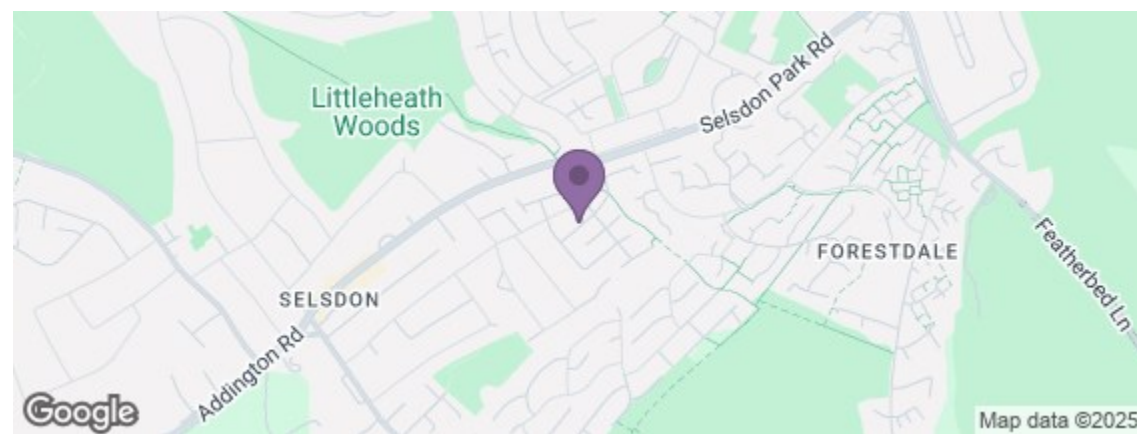 Littleheath
Woods
Selsdon Park Rd
FORESTDALE
Featherbed Ln
SELSDON
Addington Rd
Google
Map data ©2025